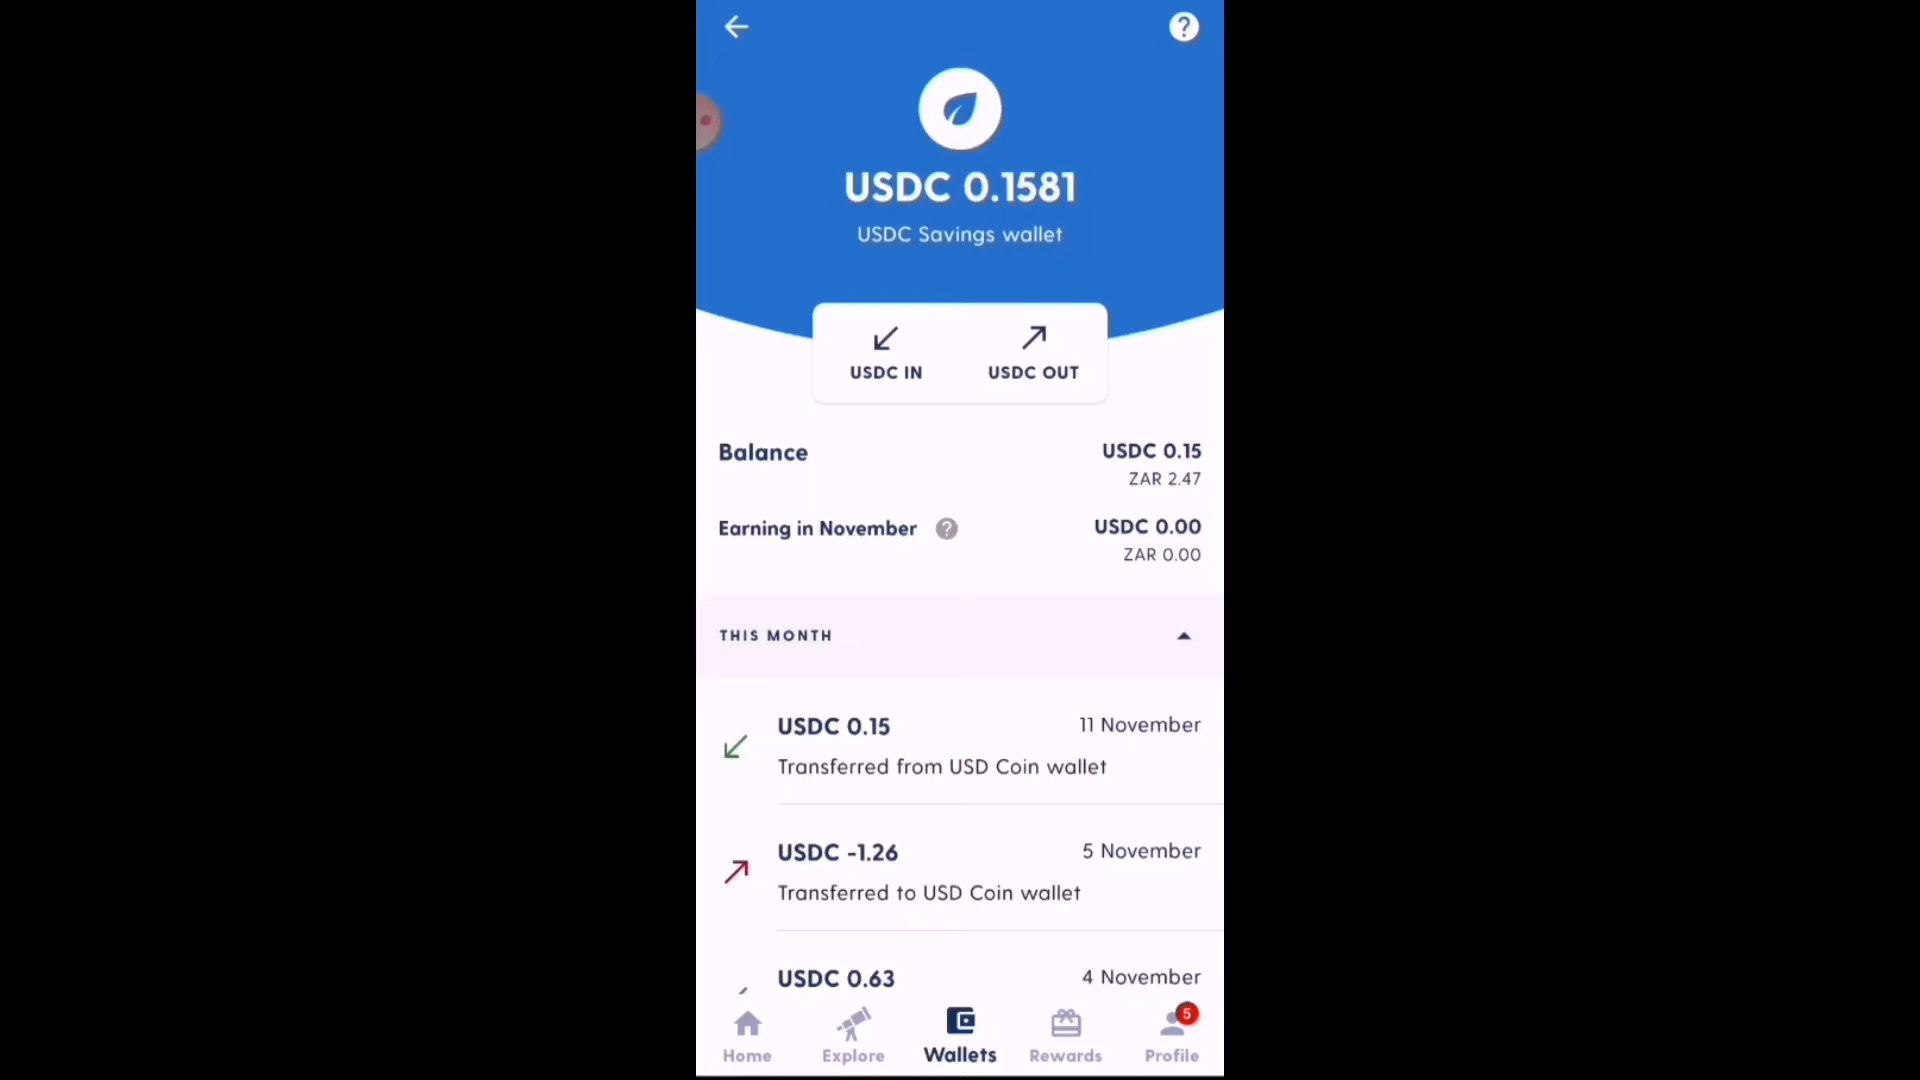 ?
USDC 0.1581
USDC Savings wallet
USDC IN
USDC OUT
Balance
USDC 0.15
ZAR 2.47
Earning in November ?
USDC 0.00
ZAR 0.00
THIS MONTH
USDC 0.15
11 November
Transferred from USD Coin wallet
USDC -1.26
5 November
Transferred to USD Coin wallet
USDC 0.63
4 November
5
Home
Explore
Wallets
Rewards
Profile